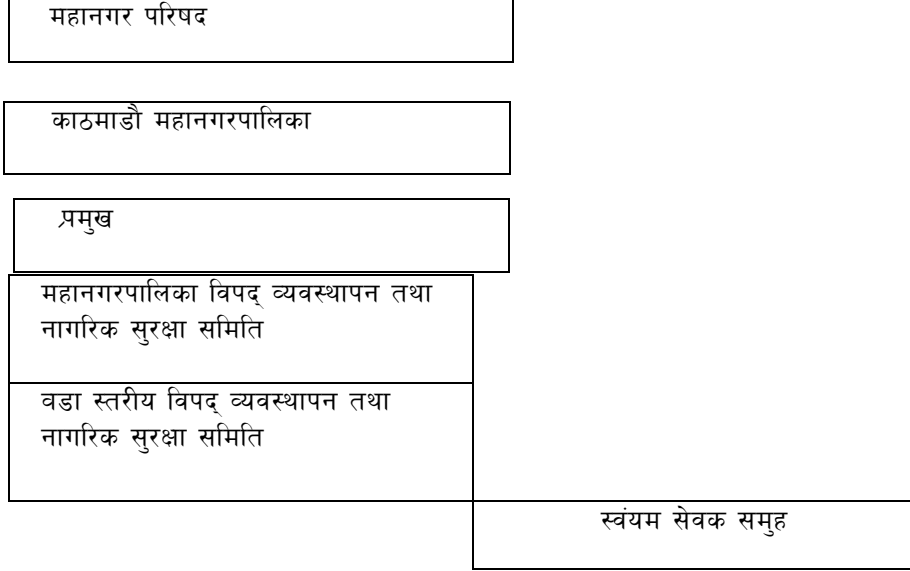 महानगर परिषद
काठमाडौ महानगरपालिका
प्रमुख
महानगरपालिका विपद् व्यवस्थापन तथा
नागरिक सुरक्षा समिति
वडा स्तरीय विपद् व्यवस्थापन तथा
नागरिक सुरक्षा समिति
स्वंयम सेवक समुह